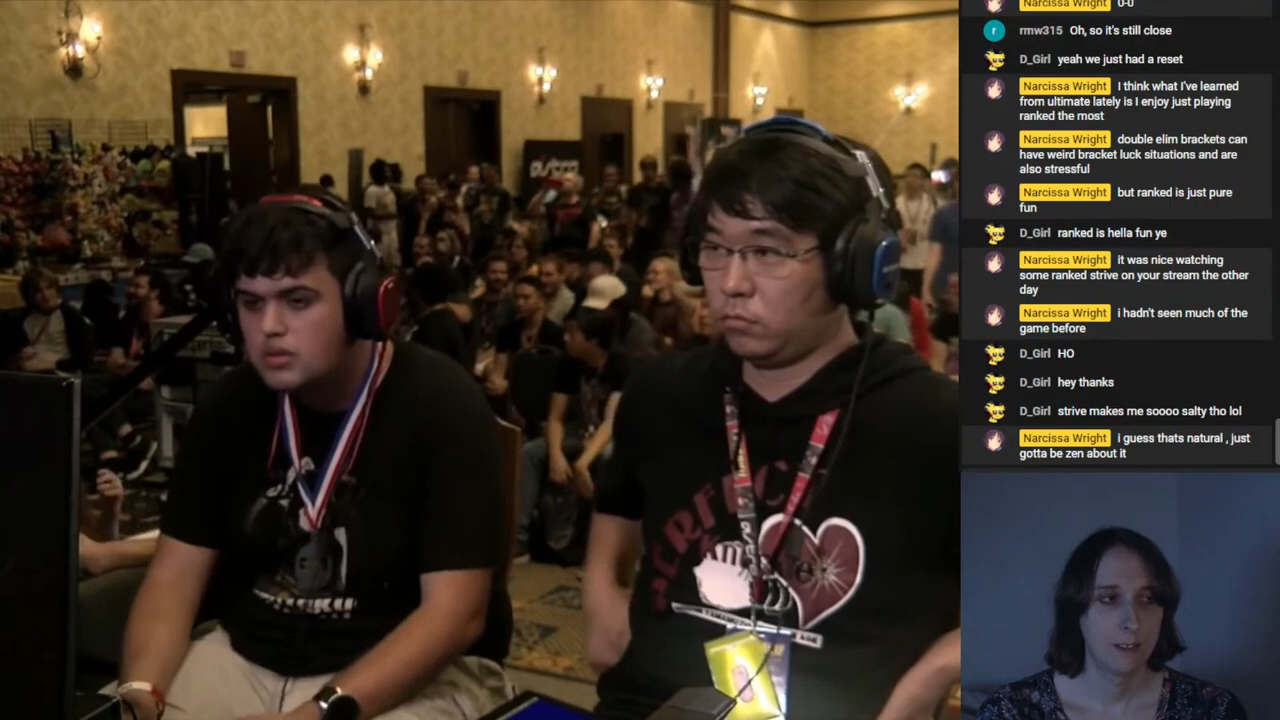 Narcissa Wright 0-0
r
rmw315 Oh, so it's still close
D_Girl yeah we just had a reset
Narcissa Wright I think what I've learned
from ultimate lately is I enjoy just playing
ranked the most
Narcissa Wright double elim brackets can
have weird bracket luck situations and are
also stressful
Narcissa Wright but ranked is just pure
fun
D_Girl ranked is hella fun ye
Narcissa Wright it was nice watching
some ranked strive on your stream the other
day
Narcissa Wright i hadn't seen much of the
game before
D_Girl HO
D_Girl hey thanks
D_Girl strive makes me soooo salty tho lol
Narcissa Wright i guess thats natural , just
gotta be zen about it
PERFECT